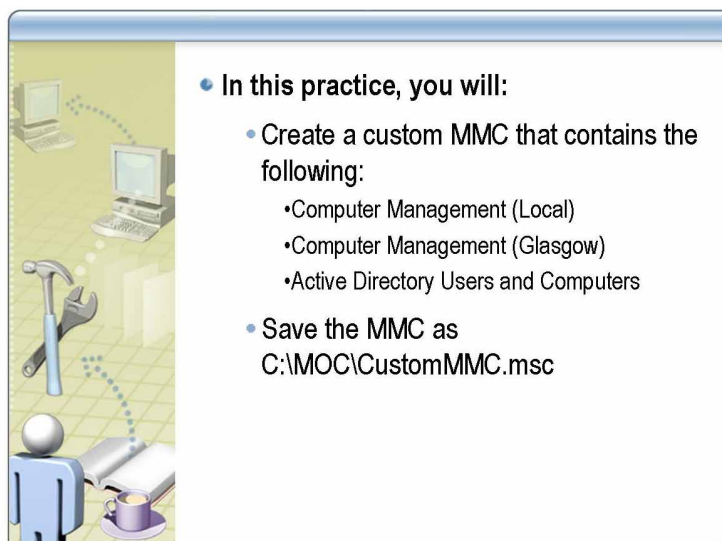 In this practice, you will:
Create a custom MMC that contains the
following:
•Computer Management (Local)
•Computer Management (Glasgow)
•Active Directory Users and Computers
Save the MMC as
C:\MOC\CustomMMC.msc